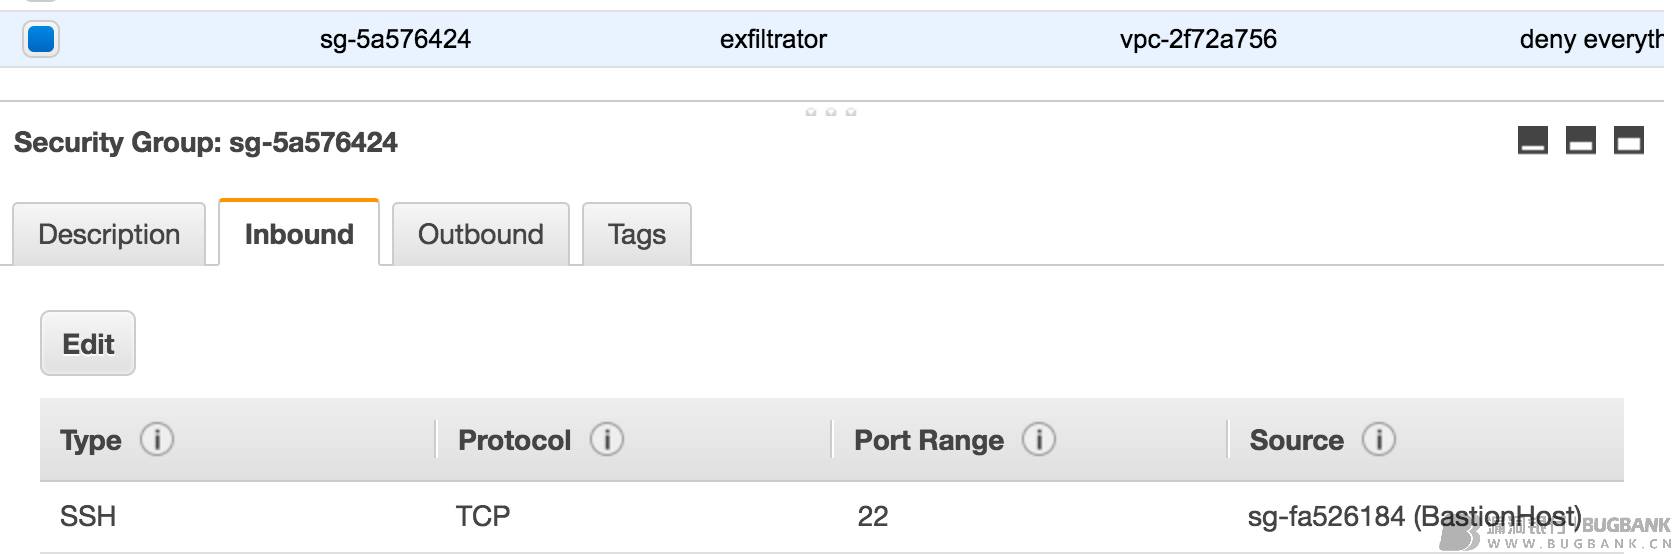 sg-5a576424 exfiltrator vpc-2f72a756 deny everyth
Security Group: sg-5a576424
Description Inbound Outbound Tags
Edit
Type Protocol Port Range Source
SSH TCP 22 sg-fa526184 (BastionHost)
漏洞银行 BUGBANK
WWW.BUGBANK.CN